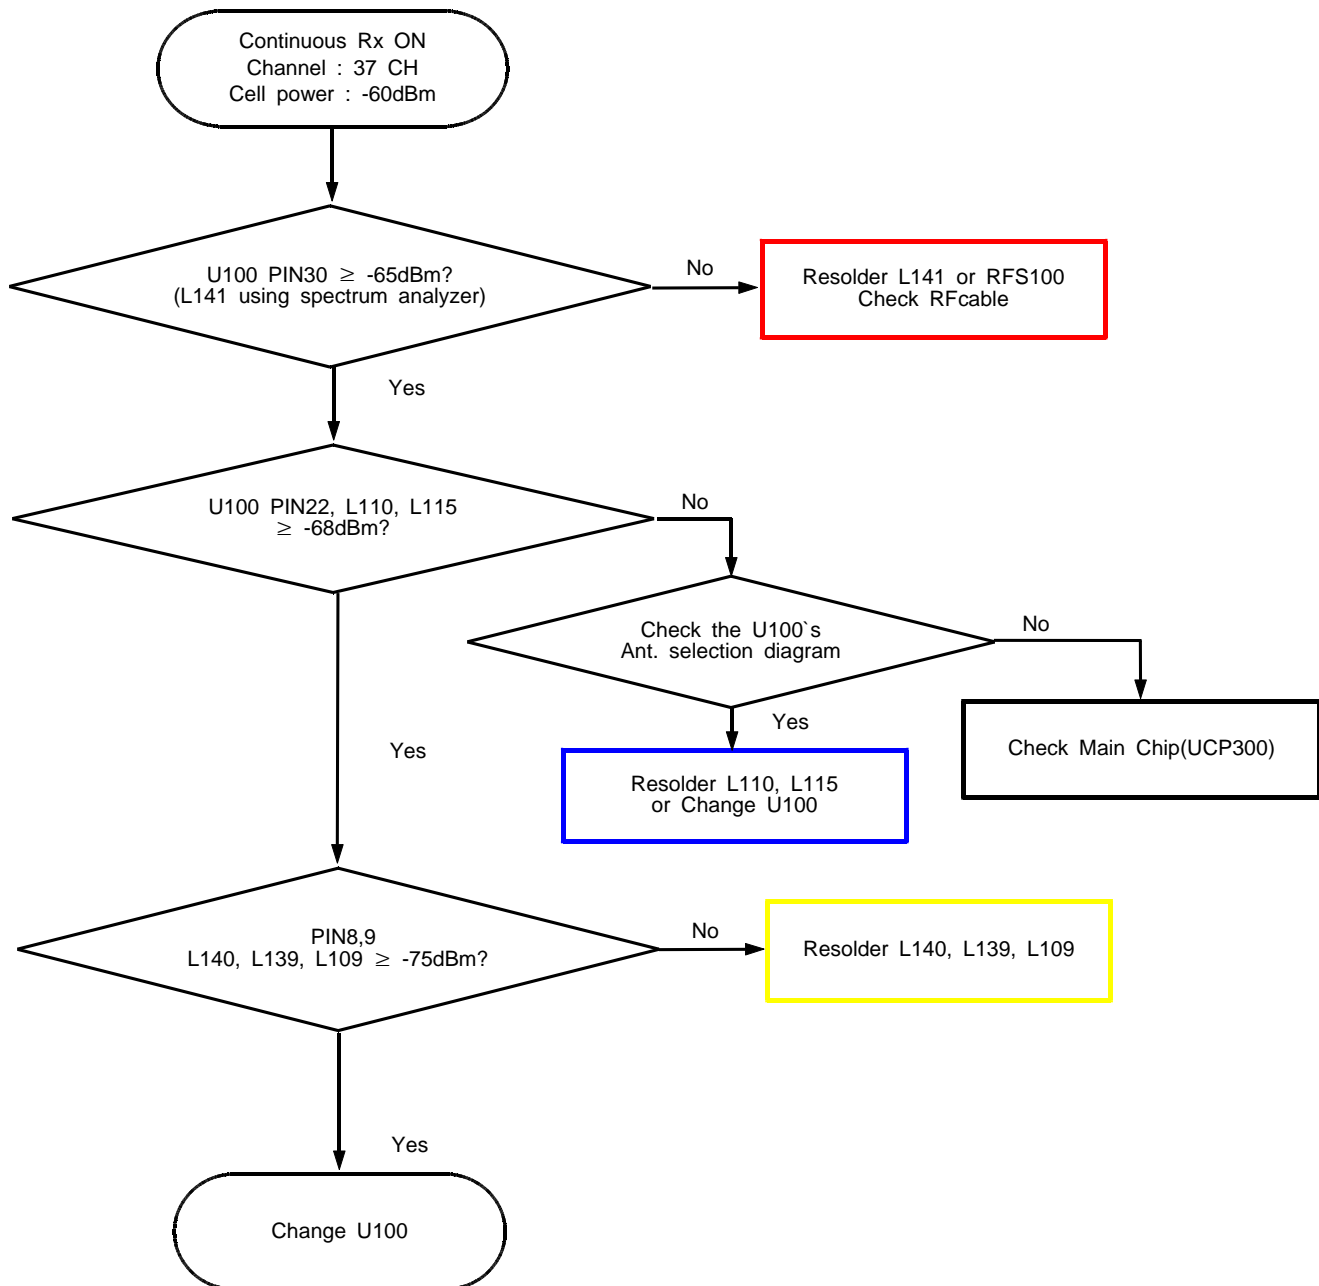 Continuous Rx ON
Channel : 37 CH
Cell power : -60dBm
U100 PIN30 ≥ -65dBm?
(L141 using spectrum analyzer)
No
Resolder L141 or RFS100
Check RFcable
Yes
U100 PIN22, L110, L115
≥ -68dBm?
No
Check the U100`s
Ant. selection diagram
No
Yes
Check Main Chip(UCP300)
Yes
Resolder L110, L115
or Change U100
PIN8,9
L140, L139, L109 ≥ -75dBm?
No
Resolder L140, L139, L109
Yes
Change U100